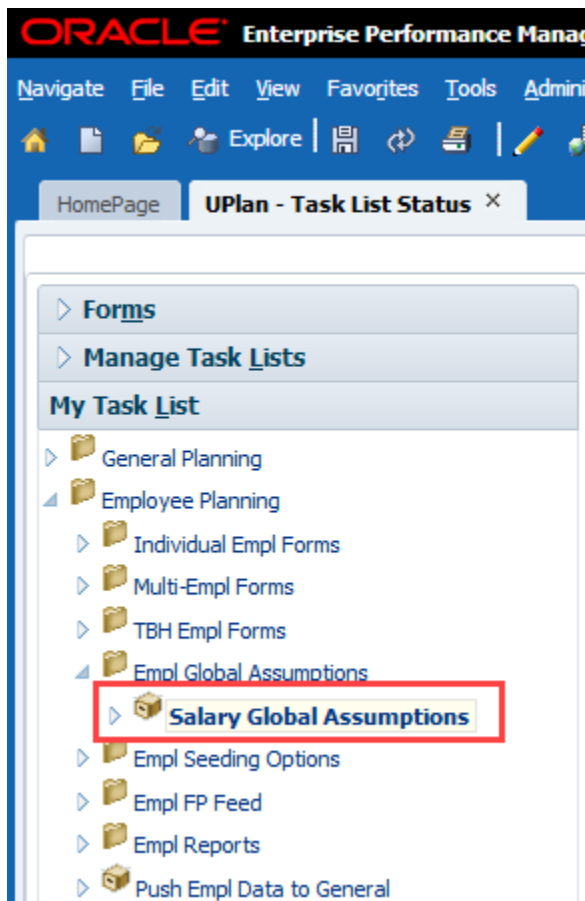 ORACLE Enterprise Performance Manag
Navigate File Edit View Favorites Tools Admini
Explore
HomePage UPlan - Task List Status ×
Forms
Manage Task Lists
My Task List
General Planning
Employee Planning
Individual Empl Forms
Multi-Empl Forms
TBH Empl Forms
Empl Global Assumptions
Salary Global Assumptions
Empl Seeding Options
Empl FP Feed
Empl Reports
Push Empl Data to General